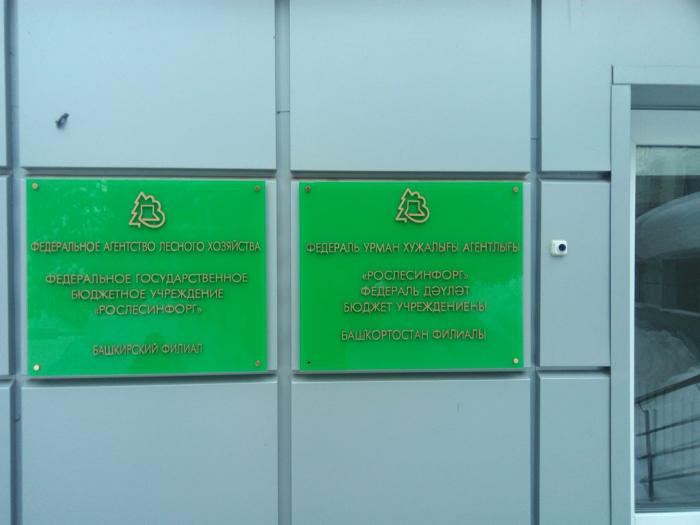 ФЕДЕРАЛЬНОЕ АГЕНТСТВО ЛЕСНОГО ХОЗЯЙСТВА
ФЕДЕРАЛЬНОЕ ГОСУДАРСТВЕННОЕ
БЮДЖЕТНОЕ УЧРЕЖДЕНИЕ
«РОСЛЕСИНФОРГ»
БАШКИРСКИЙ ФИЛИАЛ
ФЕДЕРАЛЬ УРМАН ХУЖАЛЫҒЫ АГЕНТЛЫҒЫ
«РОСЛЕСИНФОРГ»
ФЕДЕРАЛЬ ДӘҮЛӘТ
БЮДЖЕТ УЧРЕЖДЕНИЕҺЫ
БАШКОРТОСТАН ФИЛИАЛЫ